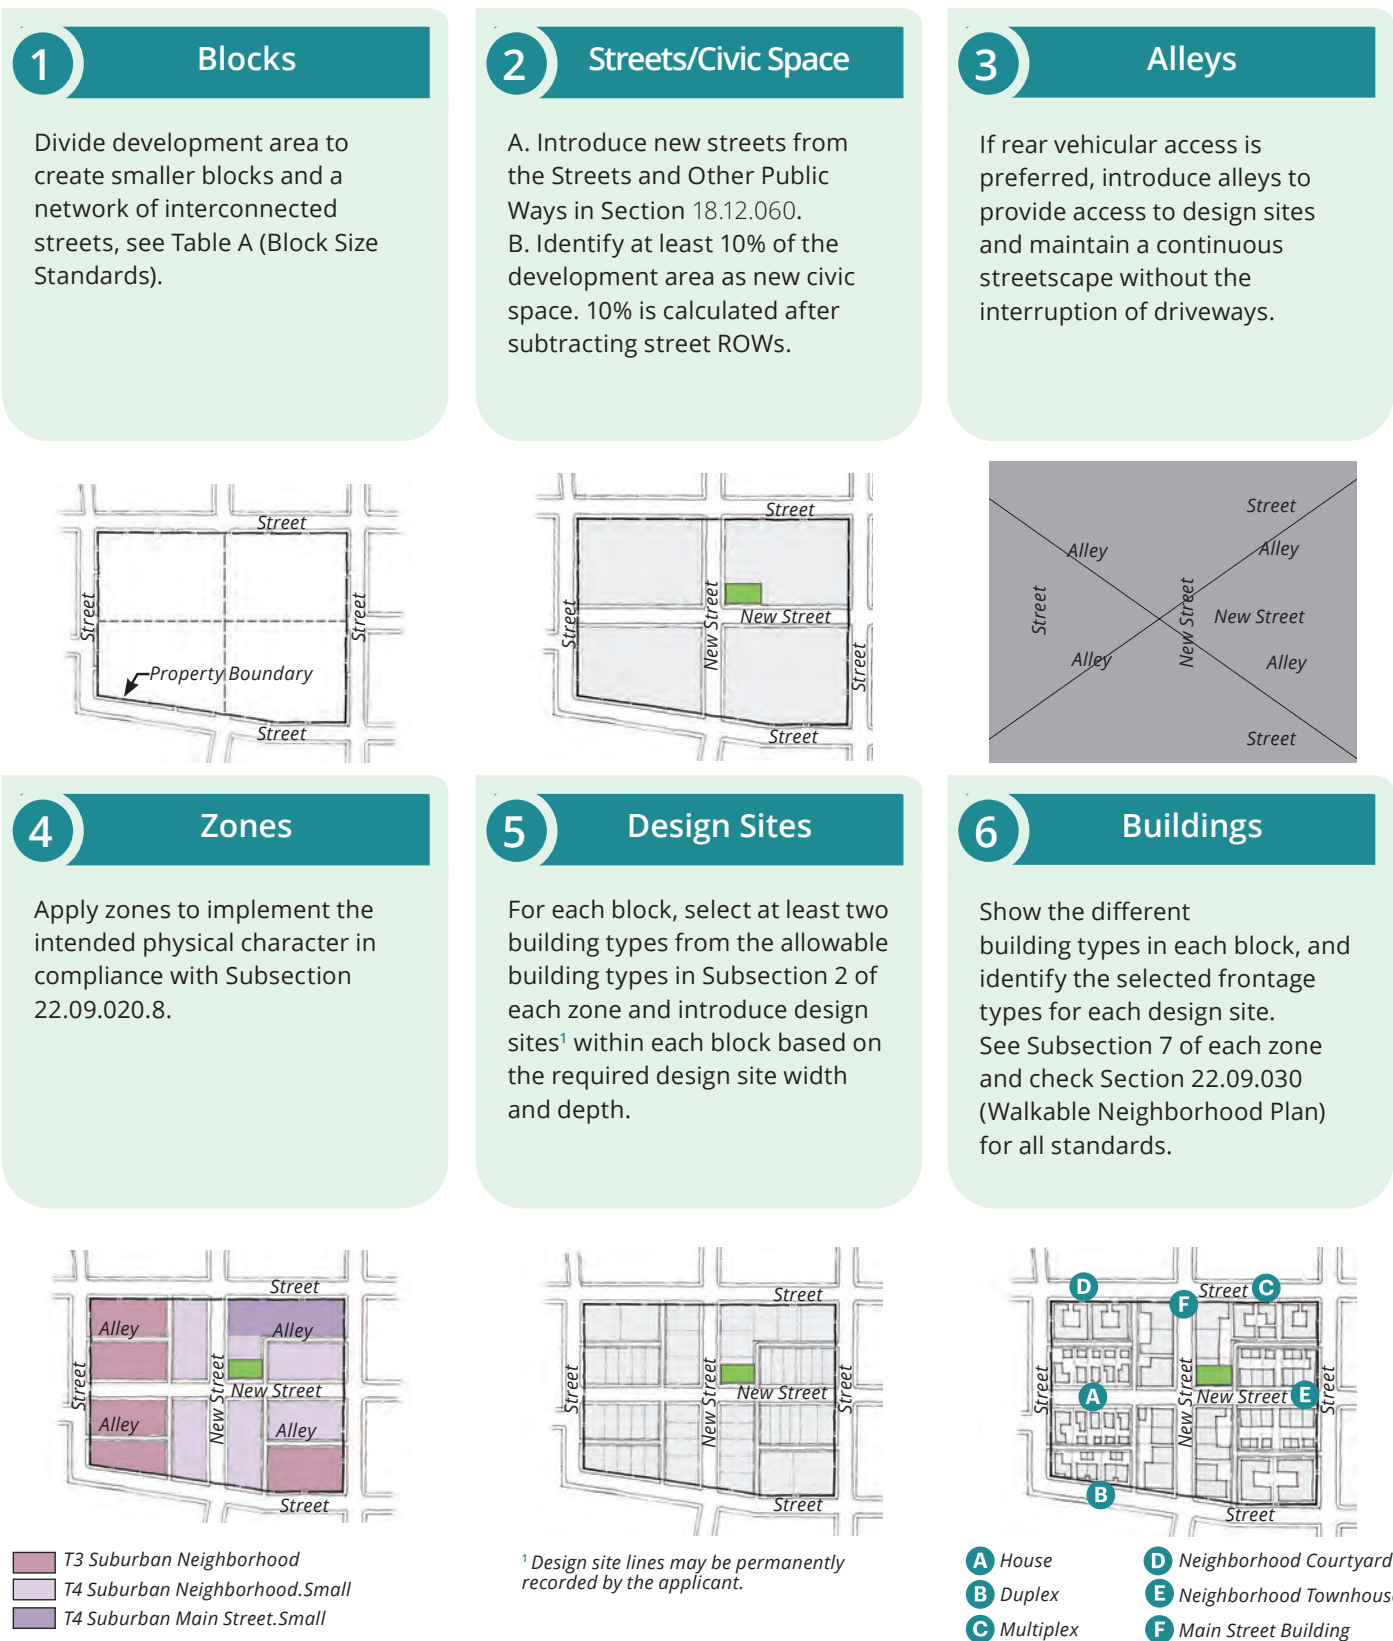 1
Blocks
Divide development area to
create smaller blocks and a
network of interconnected
streets, see Table A (Block Size
Standards).
2
Streets/Civic Space
A. Introduce new streets from
the Streets and Other Public
Ways in Section 18.12.060.
B. Identify at least 10% of the
development area as new civic
space. 10% is calculated after
subtracting street ROWs.
3
Alleys
If rear vehicular access is
preferred, introduce alleys to
provide access to design sites
and maintain a continuous
streetscape without the
interruption of driveways.
Street
Street
Street
Property Boundary
Street
Street
Street
New Street
New Street
Street
Street
Street
Alley
Alley
Street
New Street
New Street
Alley
Alley
Street
4
Zones
Apply zones to implement the
intended physical character in
compliance with Subsection
22.09.020.8.
5
Design Sites
For each block, select at least two
building types from the allowable
building types in Subsection 2 of
each zone and introduce design
sites¹ within each block based on
the required design site width
and depth.
6
Buildings
Show the different
building types in each block, and
identify the selected frontage
types for each design site.
See Subsection 7 of each zone
and check Section 22.09.030
(Walkable Neighborhood Plan)
for all standards.
Street
Alley
Alley
Street
New Street
New Street
Alley
Alley
Street
Street
Street
New Street
New Street
Street
Street
D
Street
C
F
Street
New Street
A
New Street
E
Street
B
Street
T3 Suburban Neighborhood
T4 Suburban Neighborhood.Small
T4 Suburban Main Street.Small
¹ Design site lines may be permanently
recorded by the applicant.
A House
B Duplex
C Multiplex
D Neighborhood Courtyard
E Neighborhood Townhouse
F Main Street Building